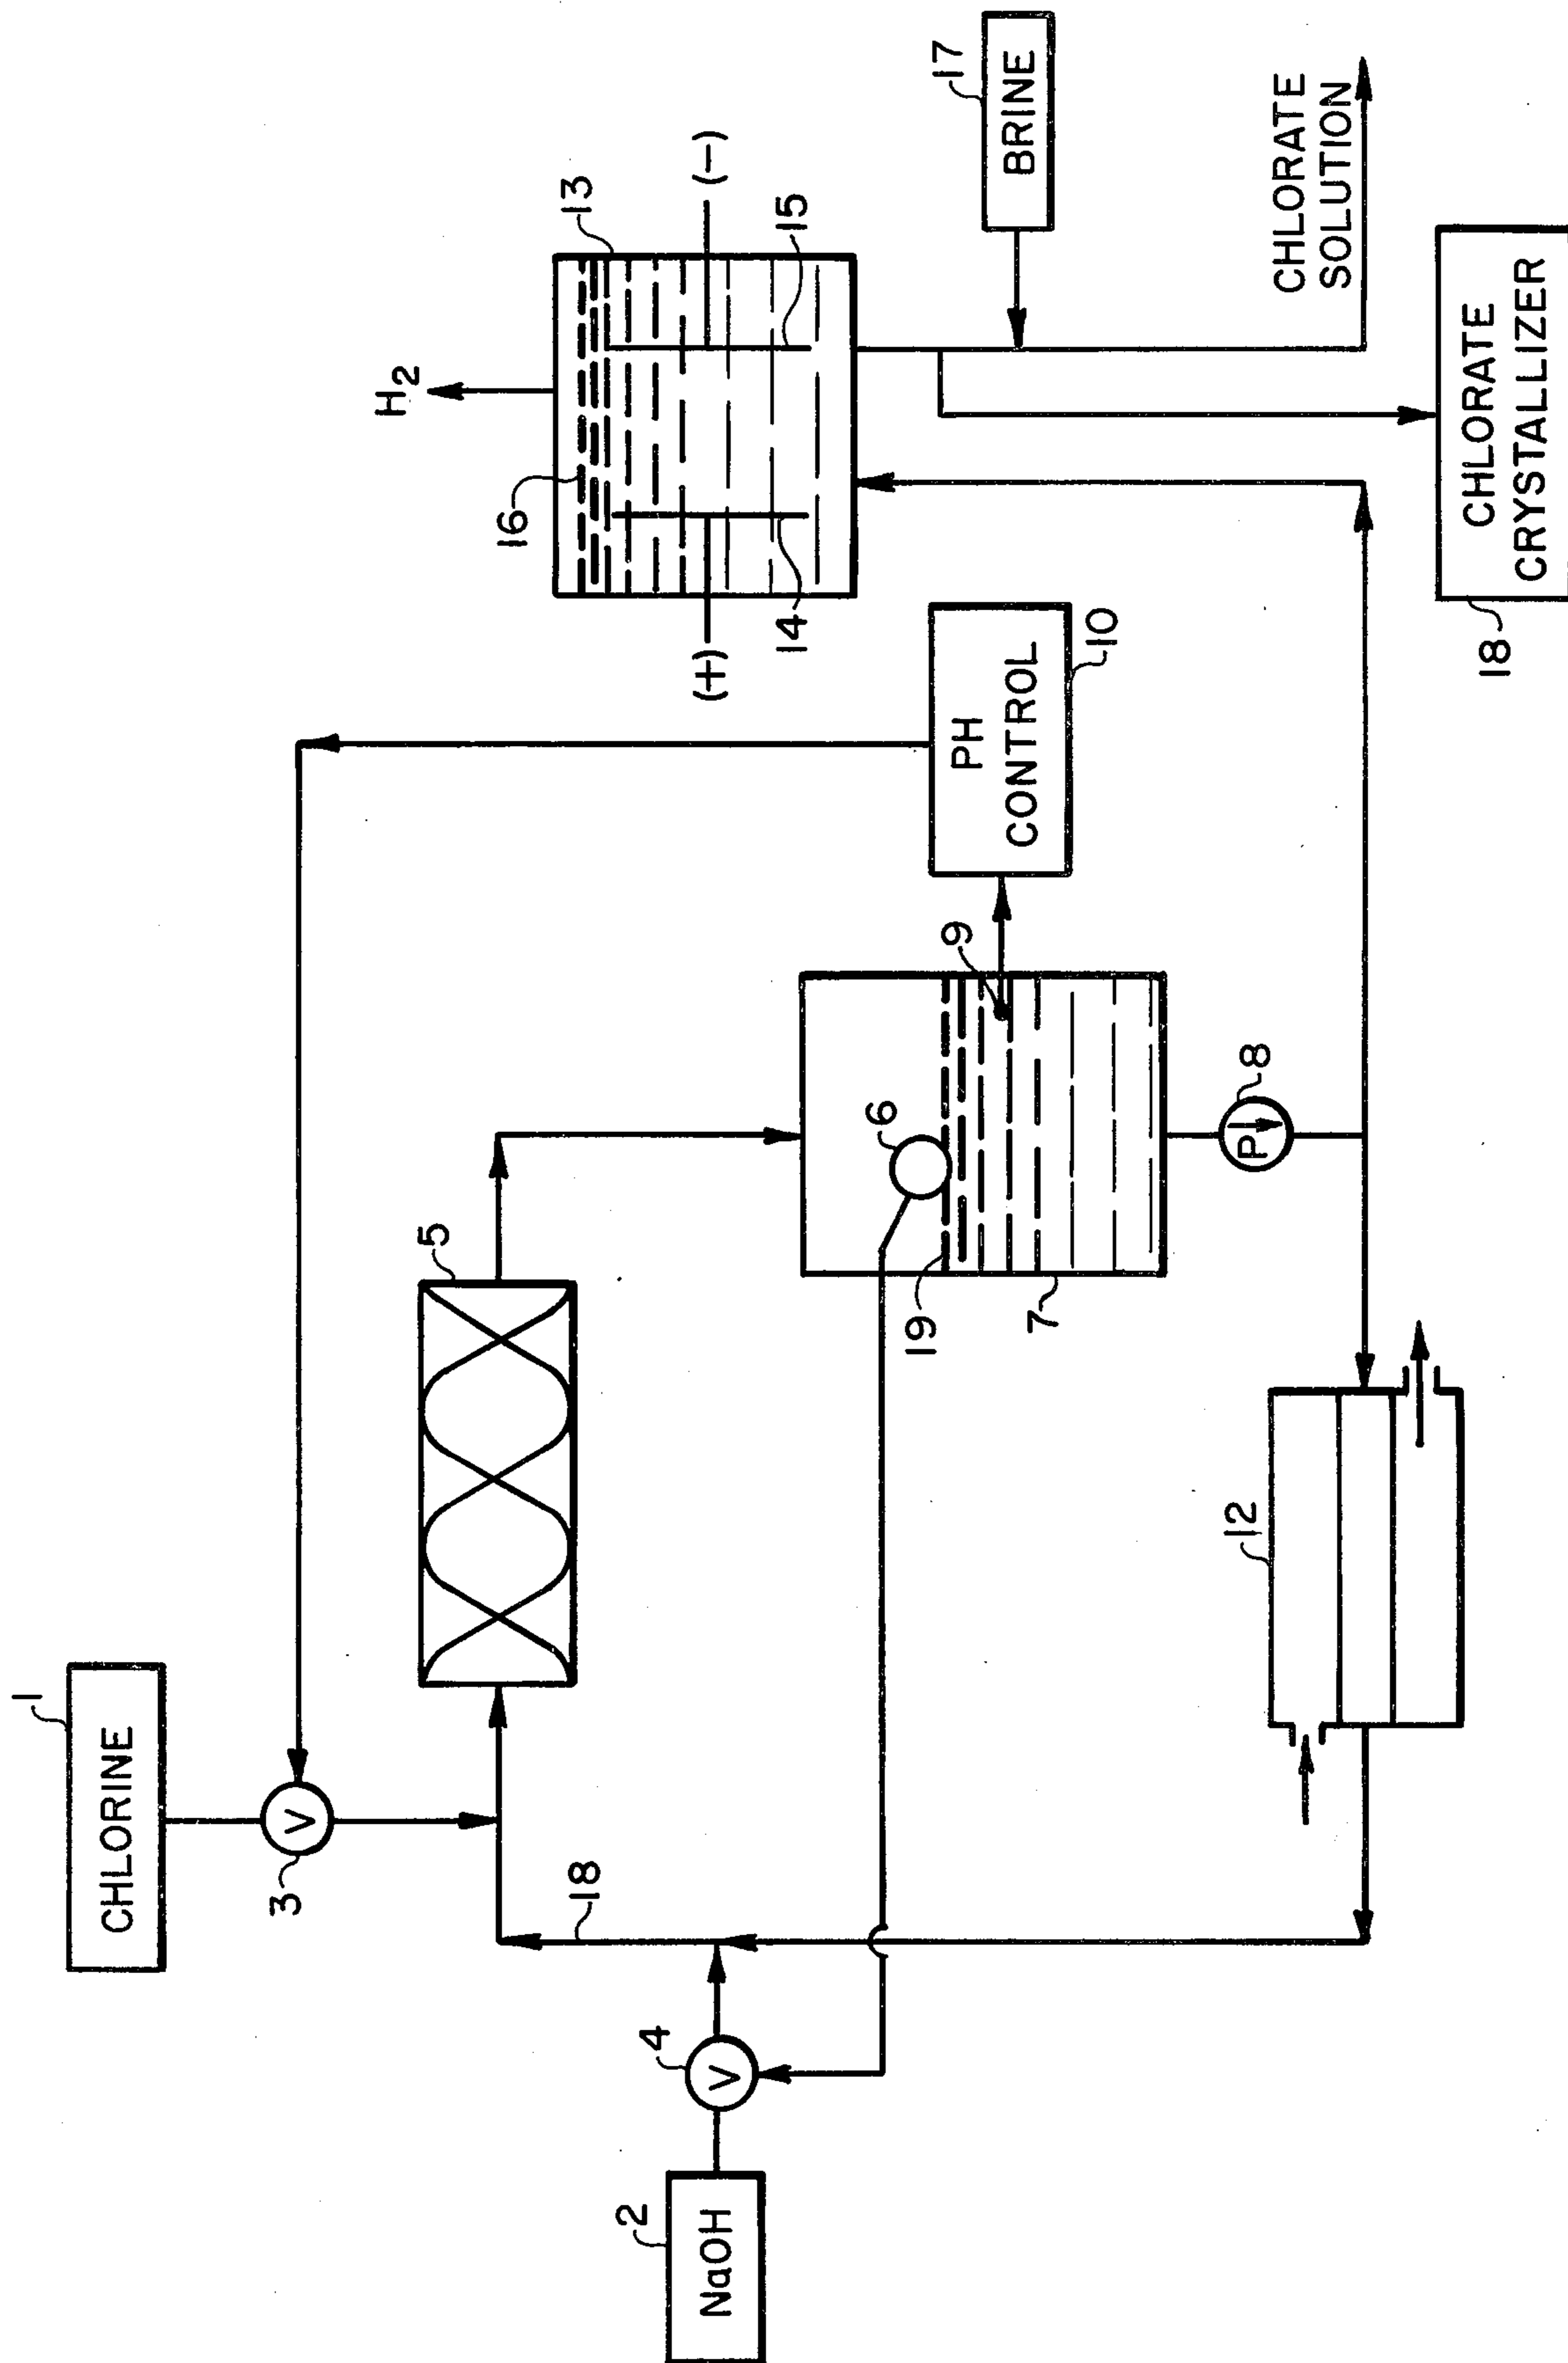 1
CHLORINE
3
V
2
NaOH
4
V
18
5
6
19
7
9
P
8
12
PH
CONTROL
10
H2
16
13
(+)
14
(-)
15
17
BRINE
CHLORATE
SOLUTION
CHLORATE
CRYSTALLIZER
18